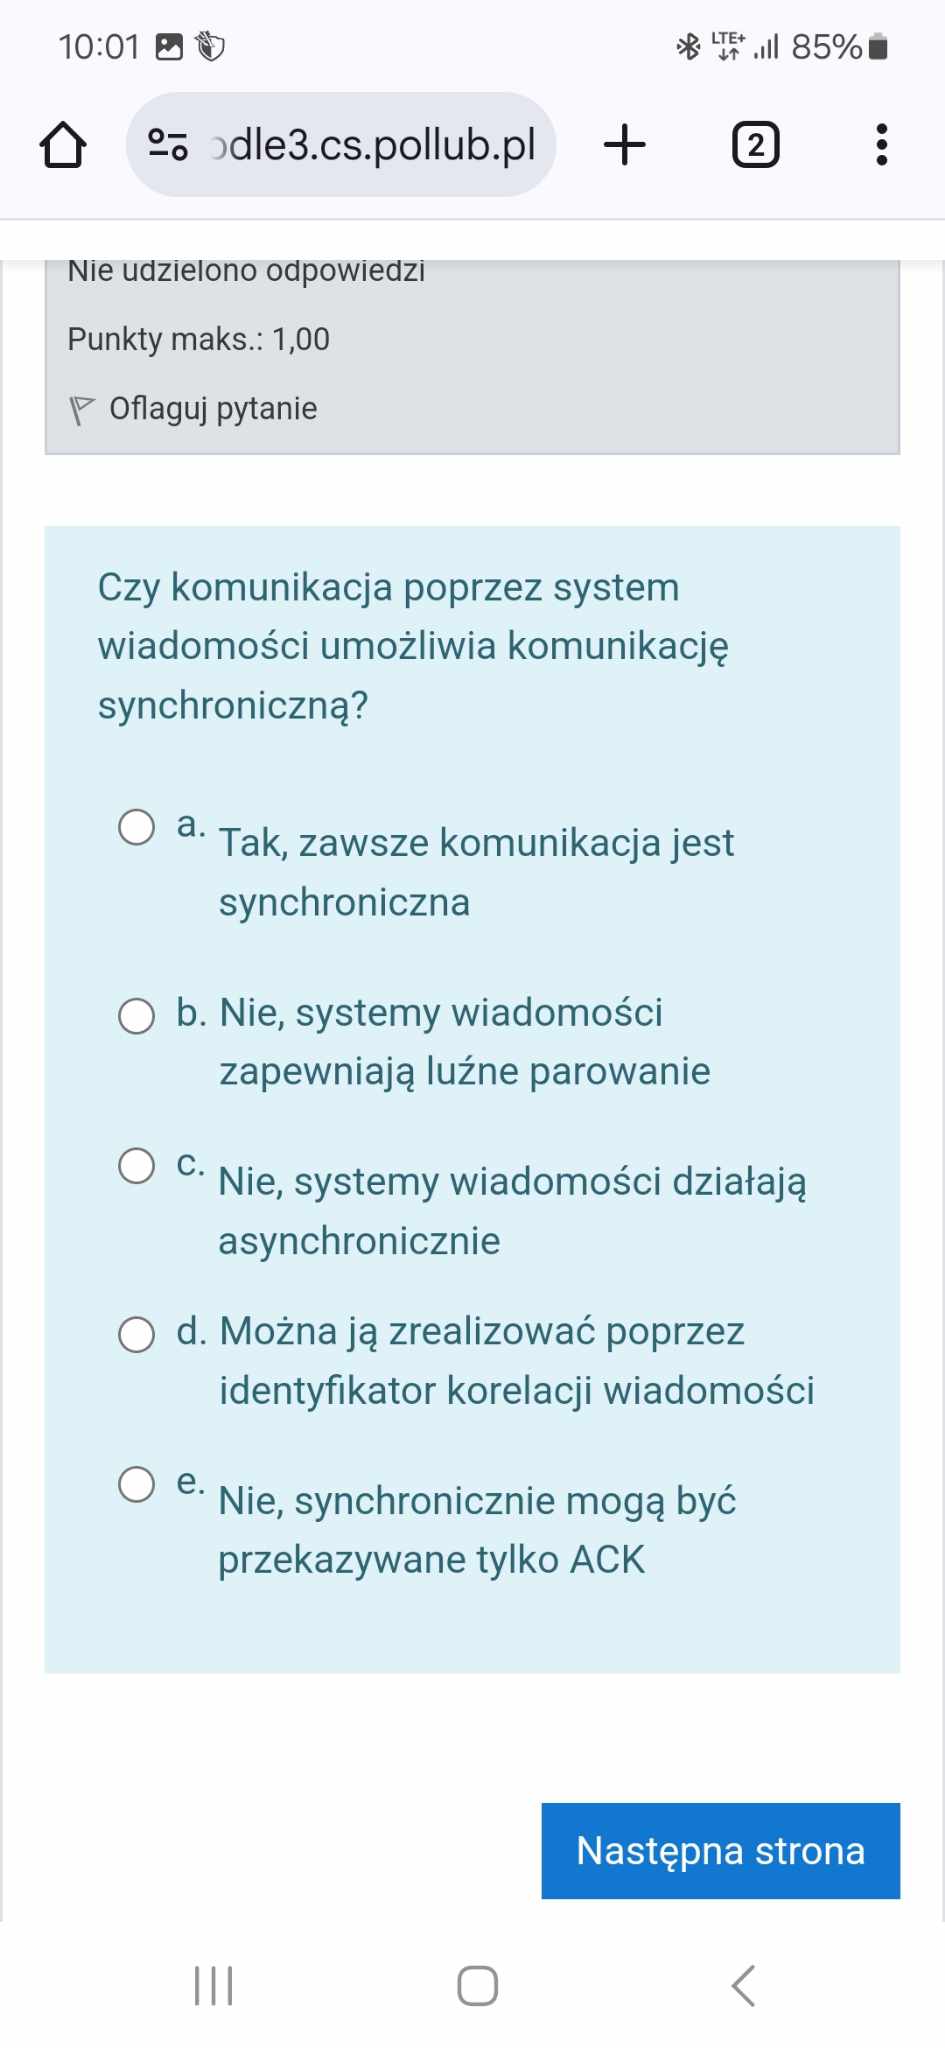 10:01
LTE+
85%
odle3.cs.pollub.pl
2
Nie udzielono odpowiedzi
Punkty maks.: 1,00
Oflaguj pytanie
Czy komunikacja poprzez system
wiadomości umożliwia komunikację
synchroniczną?
a. Tak, zawsze komunikacja jest
synchroniczna
b. Nie, systemy wiadomości
zapewniają luźne parowanie
c. Nie, systemy wiadomości działają
asynchronicznie
d. Można ją zrealizować poprzez
identyfikator korelacji wiadomości
e. Nie, synchronicznie mogą być
przekazywane tylko ACK
Następna strona